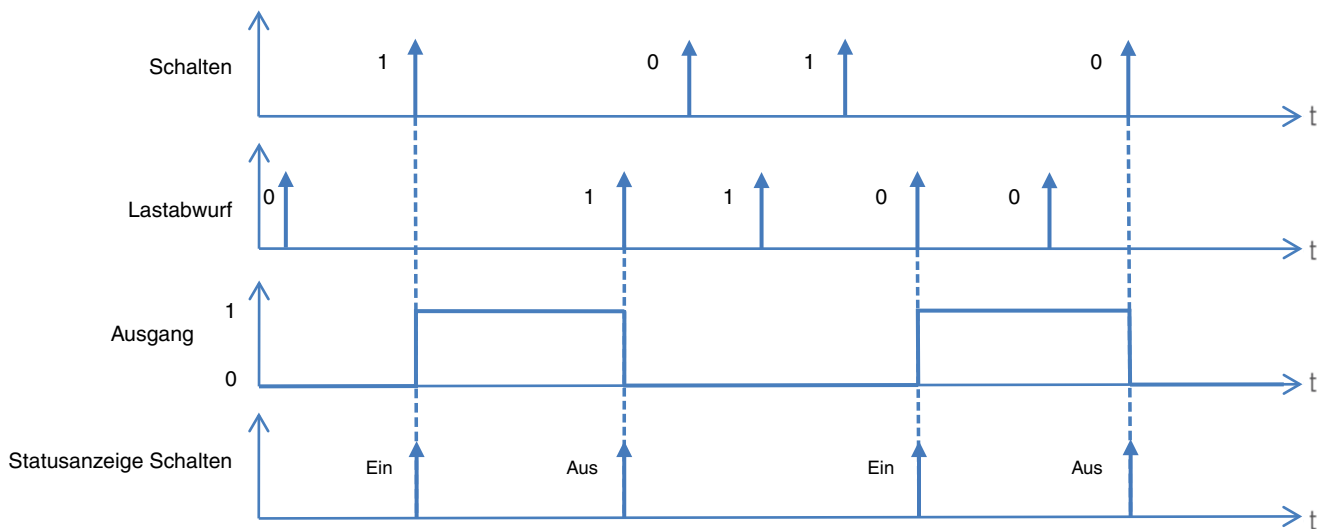 Schalten 1 0 1 0 t
Lastabwurf 0 1 1 0 0 t
1
Ausgang
0 t
Statusanzeige Schalten Ein Aus Ein Aus t